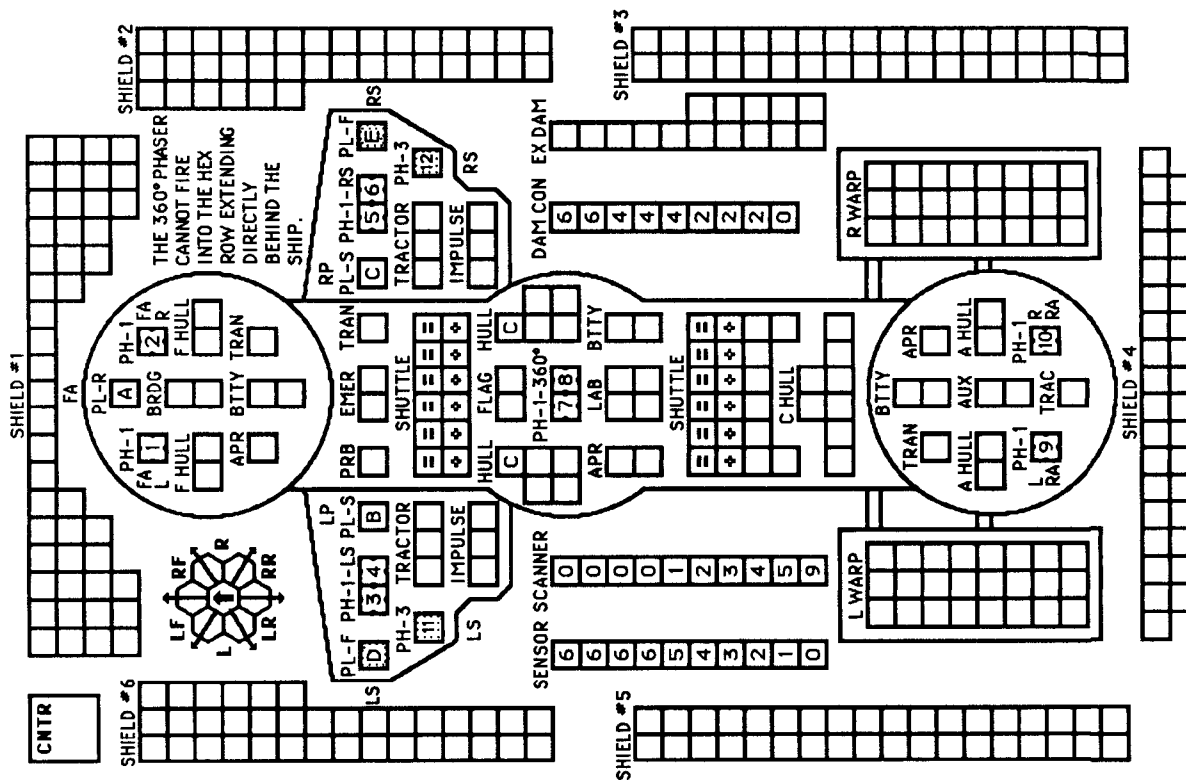 CNTR
SHIELD #1
SHIELD #6
SHIELD #2
LF RF
L R
LR RR
THE 360° PHASER
CANNOT FIRE
INTO THE HEX
ROW EXTENDING
DIRECTLY
BEHIND THE
SHIP.
FA
PH-1 PL-R PH-1
FA L 1 A 2 FA R
F HULL BRDG F HULL
APR BTTY TRAN
LS LP RP RS
PL-F PH-1-LS PL-S PL-S PH-1-RS PL-F
D 3 4 B C 5 6 E
PRB EMER TRAN
PH-3 TRACTOR TRACTOR PH-3
11 12
LS IMPULSE IMPULSE RS
SHUTTLE
= = = = = =
+ + + + + +
HULL FLAG HULL
C C
PH-1-360°
7 8
APR LAB BTTY
SENSOR SCANNER DAM CON EX DAM
6 0 6
6 0 6
6 0 4
6 0 4
5 1 4
4 2 2
3 3 2
2 4 2
1 5 0
0 9
SHUTTLE
= = = = = =
+ + + + + +
C HULL
SHIELD #5
SHIELD #3
L WARP R WARP
TRAN BTTY APR
A HULL AUX A HULL
PH-1 PH-1
L RA 9 10 R RA
TRAC
SHIELD #4